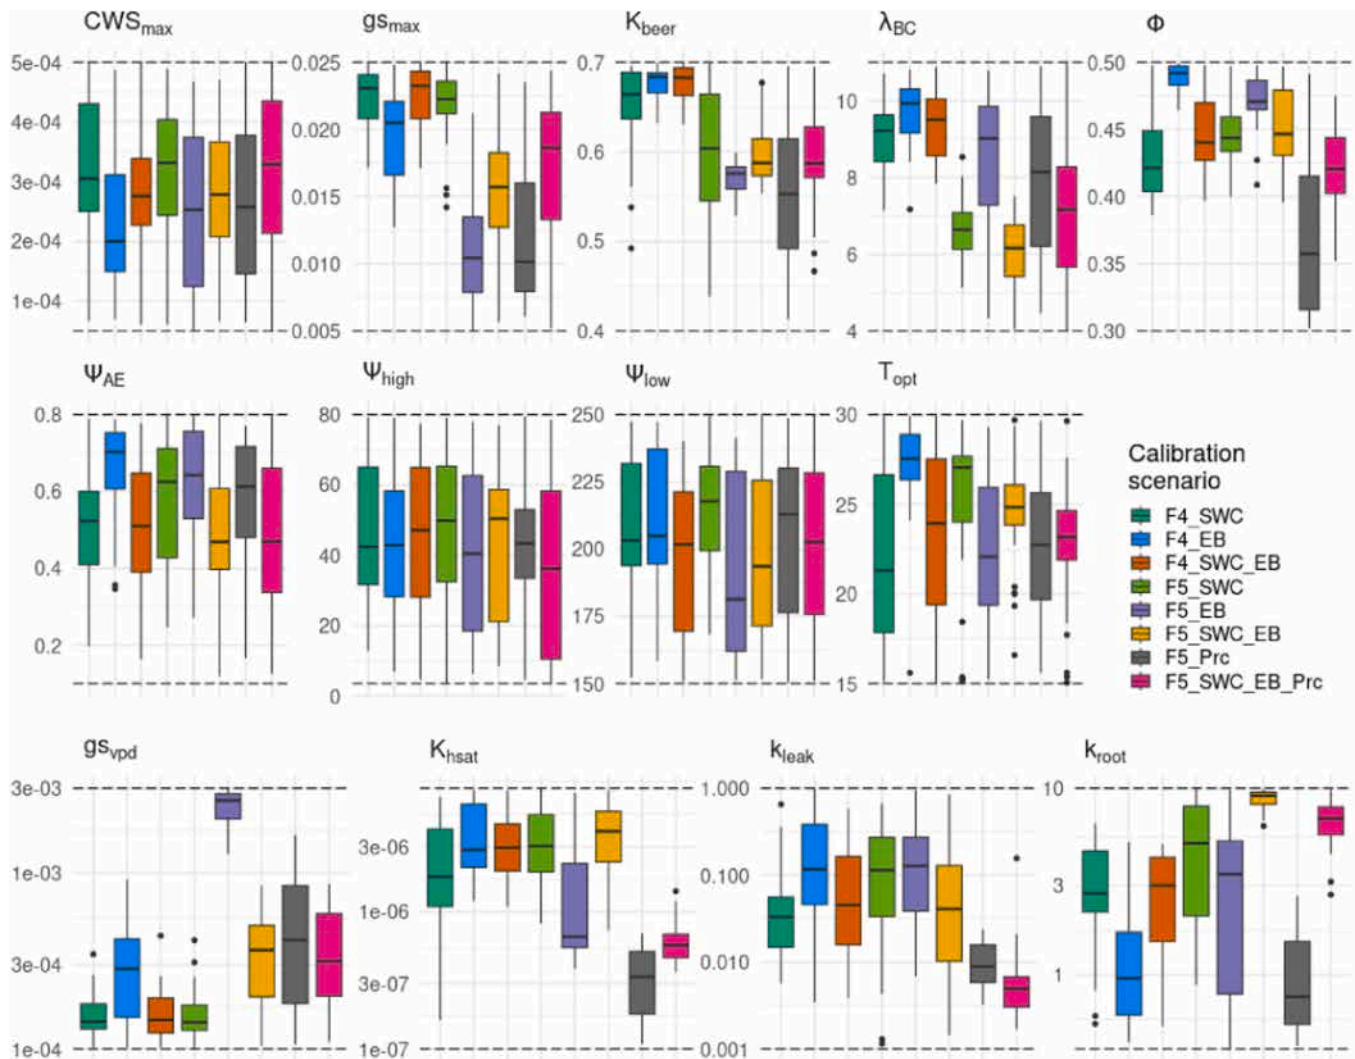 CWSmax gsmax Kbeer λBC Φ
5e-04 0.025 0.7 0.50
4e-04 0.020 10 0.45
3e-04 0.6 8 0.40
2e-04 0.015 0.5 6 0.35
1e-04 0.010
0.005 0.4 4 0.30
ΨAE Ψhigh Ψlow Topt
0.8 80 250 30
0.6 60 225 25
0.4 40 200 20
0.2 20 175
0 150 15
Calibration
scenario
F4_SWC
F4_EB
F4_SWC_EB
F5_SWC
F5_EB
F5_SWC_EB
F5_Prc
F5_SWC_EB_Prc
gsvpd Khsat kleak kroot
3e-03 1.000 10
3e-06
1e-03 0.100 3
1e-06
3e-04 0.010 1
3e-07
1e-04 1e-07 0.001